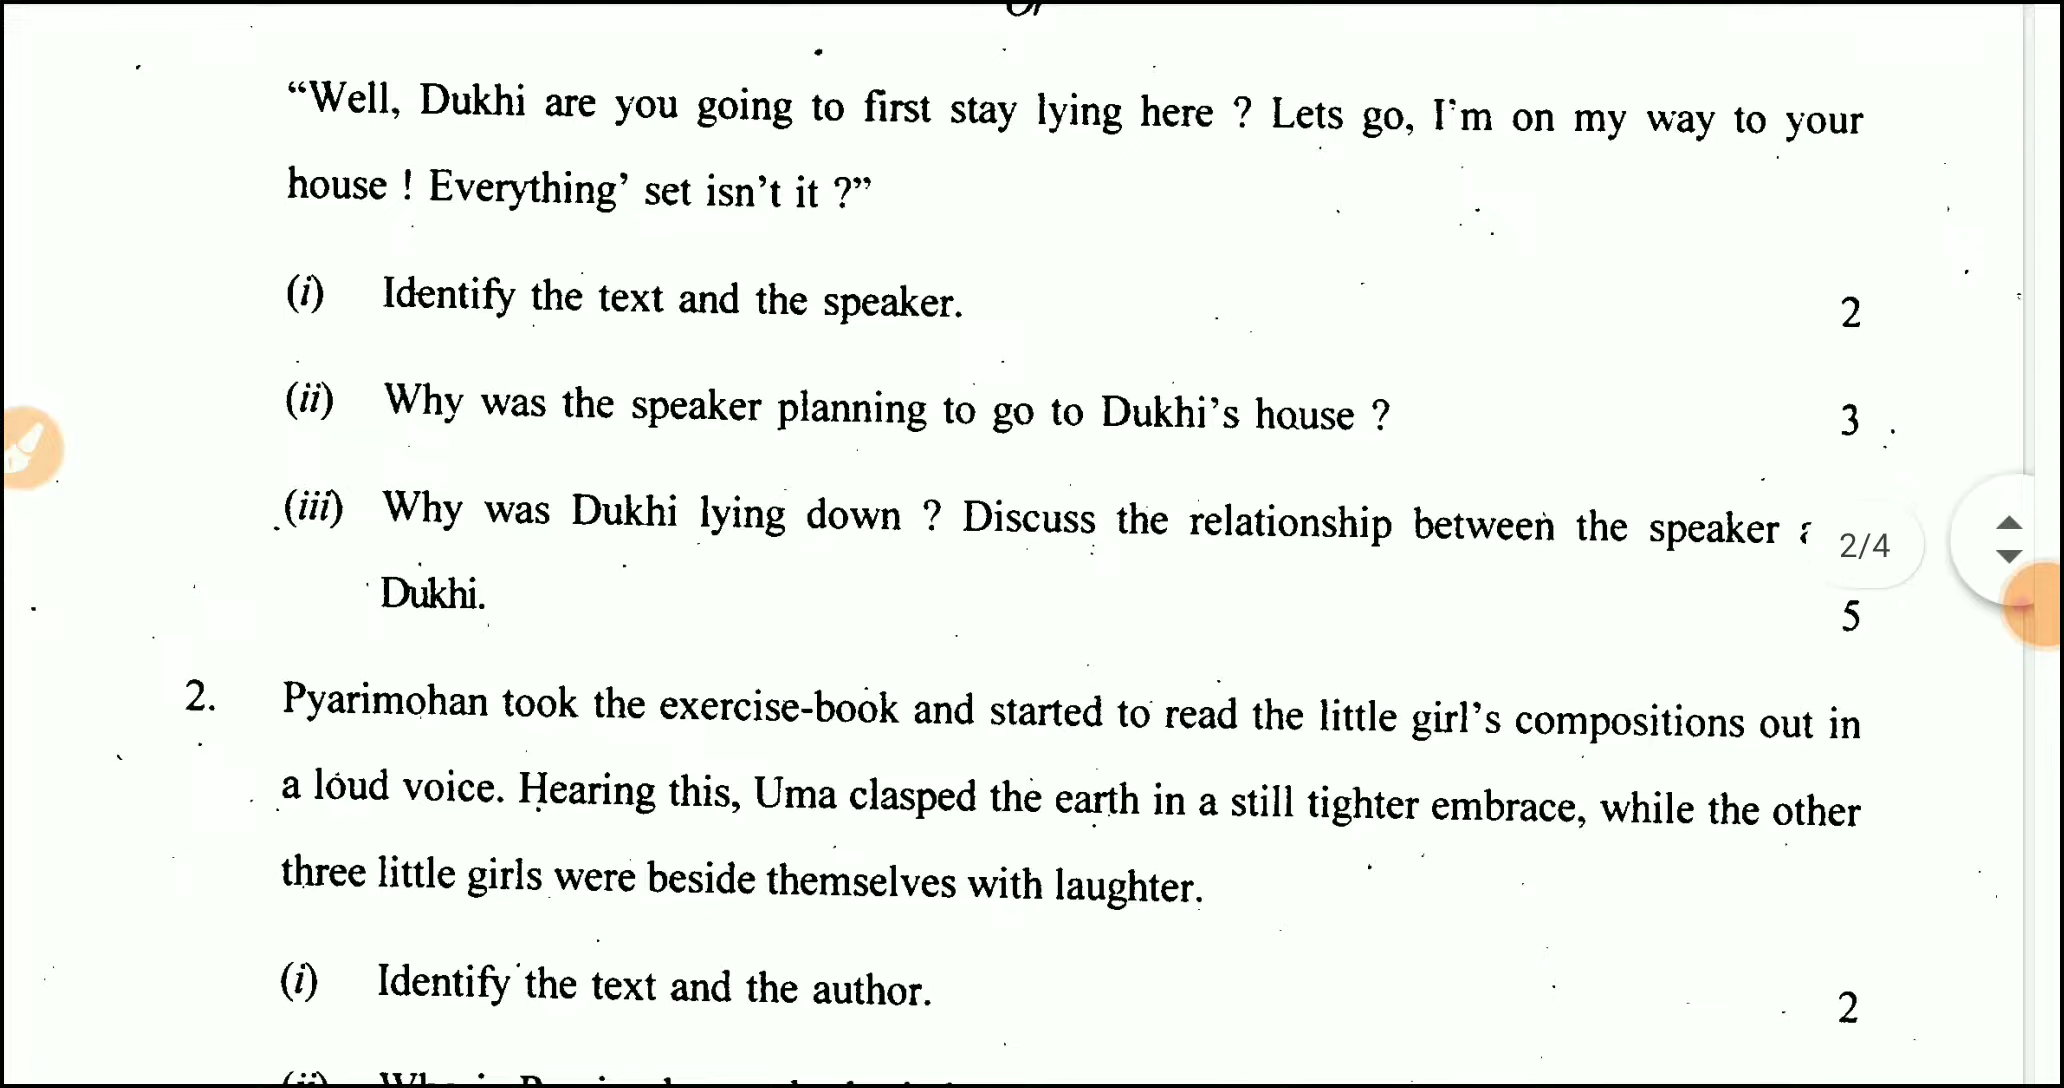 “Well, Dukhi are you going to first stay lying here ? Lets go, I'm on my way to your
house ! Everything’ set isn’t it ?”
(i) Identify the text and the speaker.
2
(ii) Why was the speaker planning to go to Dukhi’s house ?
3
(iii) Why was Dukhi lying down ? Discuss the relationship between the speaker
2/4
Dukhi.
5
2. Pyarimohan took the exercise-book and started to read the little girl’s compositions out in
a loud voice. Hearing this, Uma clasped the earth in a still tighter embrace, while the other
three little girls were beside themselves with laughter.
(i) Identify the text and the author.
2